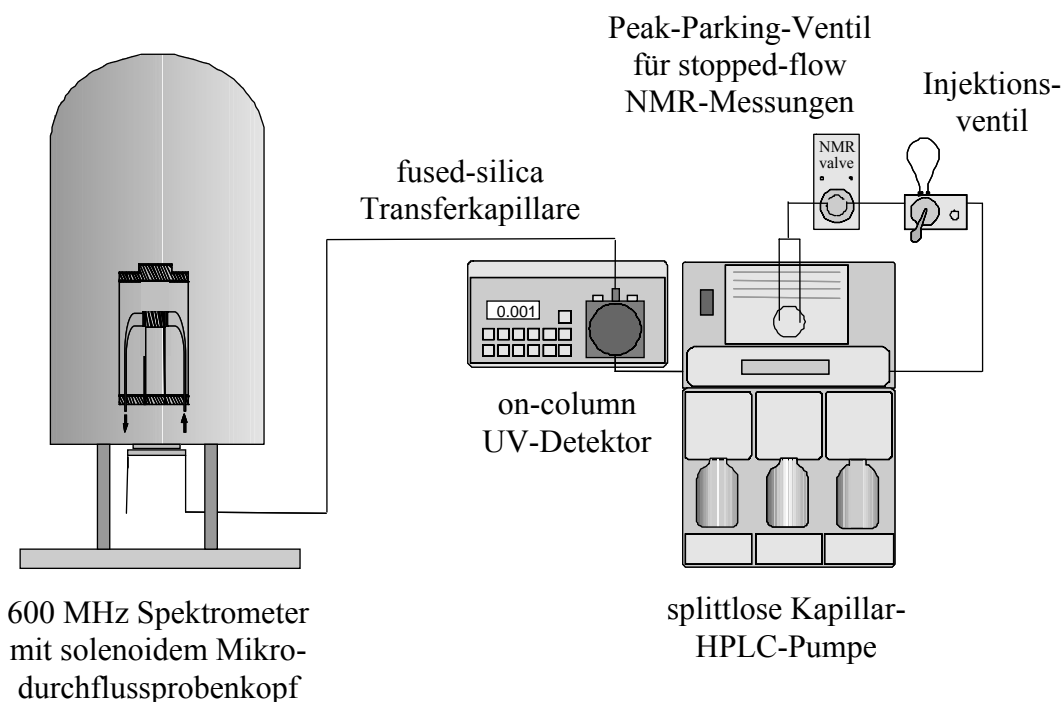 Peak-Parking-Ventil
für stopped-flow
NMR-Messungen
Injektions-
ventil
NMR
valve
fused-silica
Transferkapillare
0.001
on-column
UV-Detektor
600 MHz Spektrometer
mit solenoidem Mikro-
durchflussprobenkopf
splittlose Kapillar-
HPLC-Pumpe